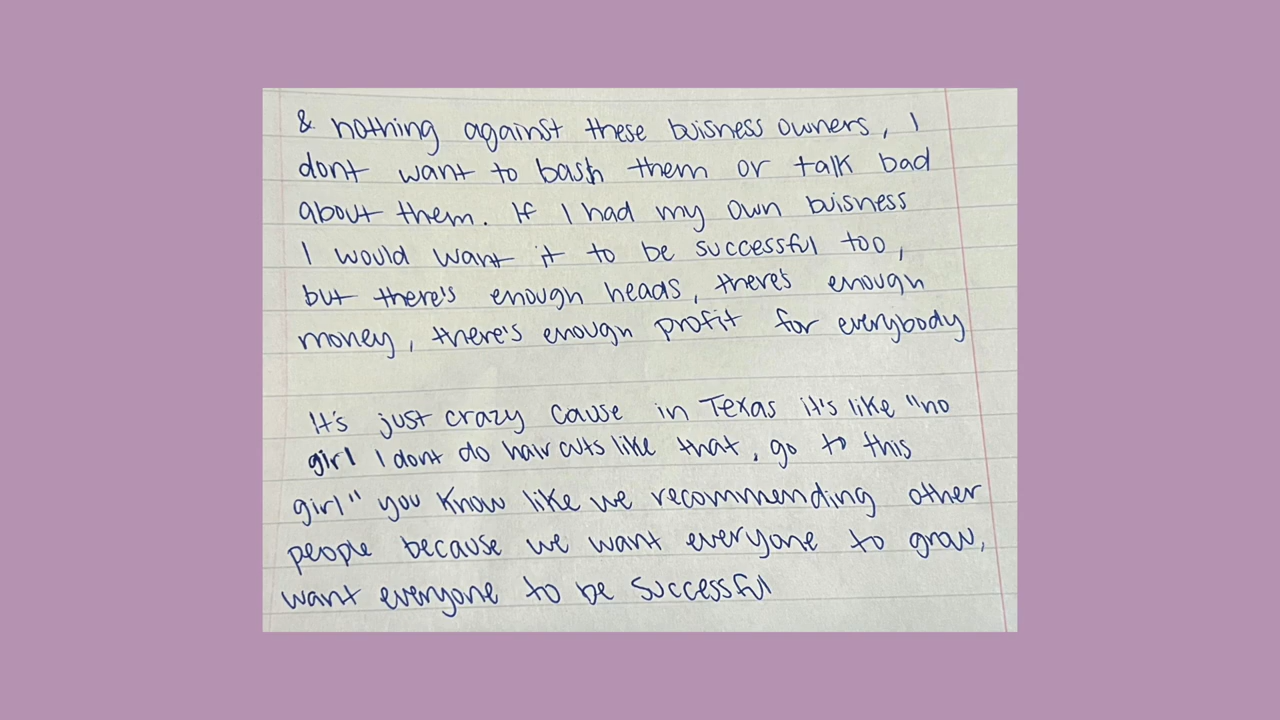 & nothing against these buisness owners, I
dont want to bash them or talk bad
about them. If I had my own buisness
I would want it to be successful too,
but there's enough heads, there's enough
money, there's enough profit for everybody
It's just crazy cause in Texas it's like "no
girl I dont do hair cuts like that, go to this
girl" you know like we recommending other
people because we want everyone to grow,
want everyone to be successful